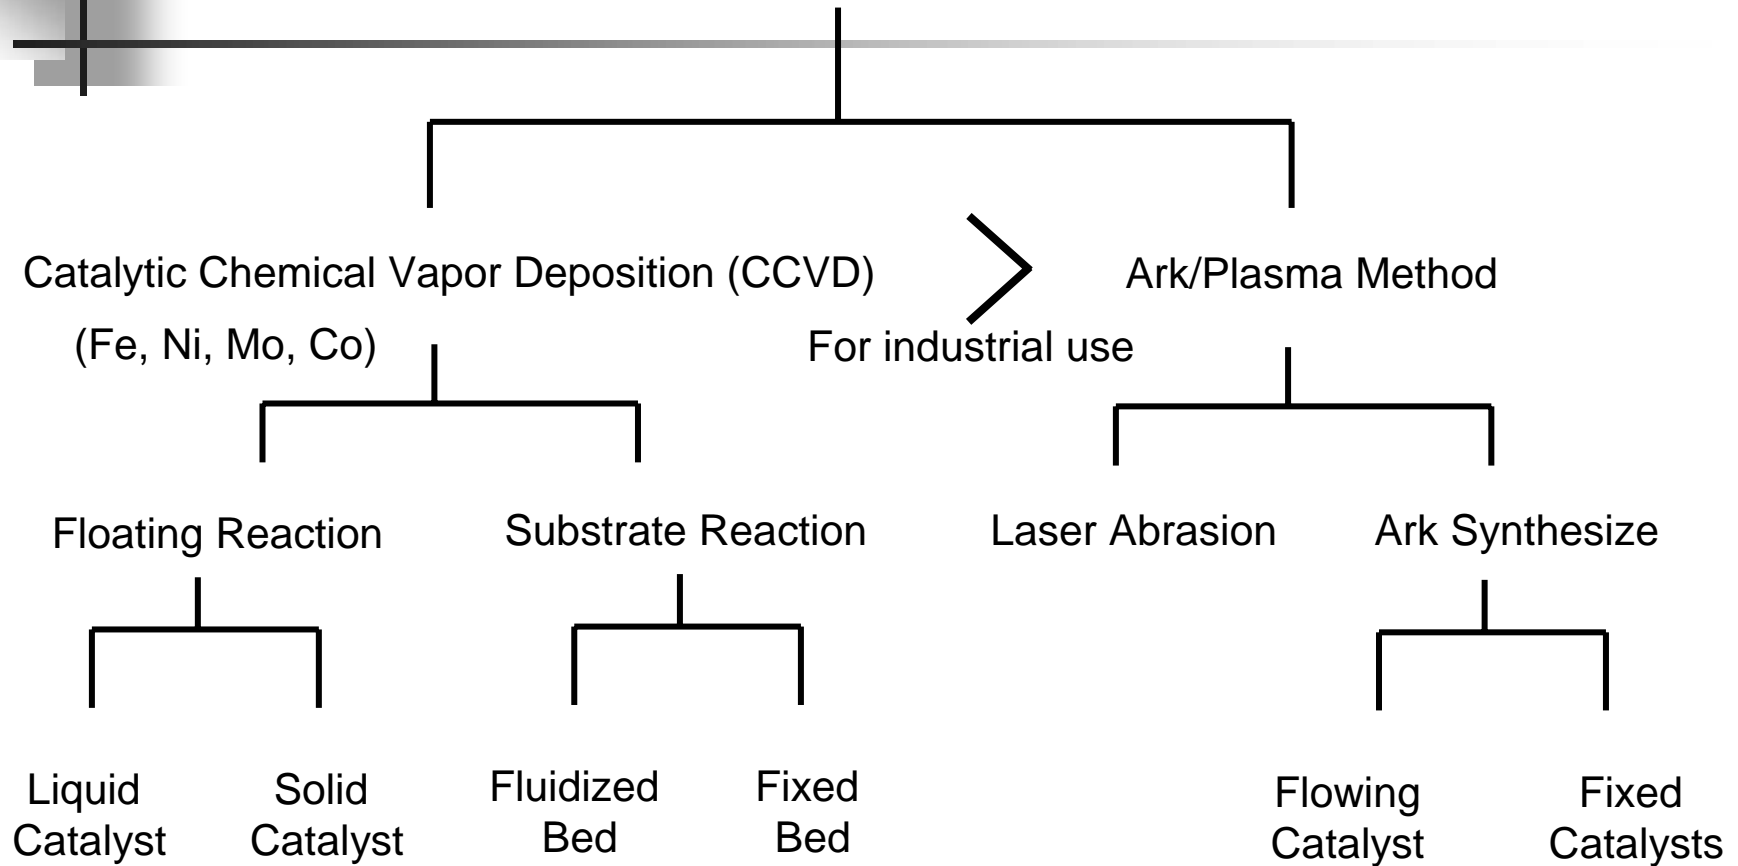 Catalytic Chemical Vapor Deposition (CCVD)
Ark/Plasma Method
(Fe, Ni, Mo, Co)
For industrial use
Floating Reaction
Substrate Reaction
Laser Abrasion
Ark Synthesize
Liquid
Catalyst
Solid
Catalyst
Fluidized
Bed
Fixed
Bed
Flowing
Catalyst
Fixed
Catalysts